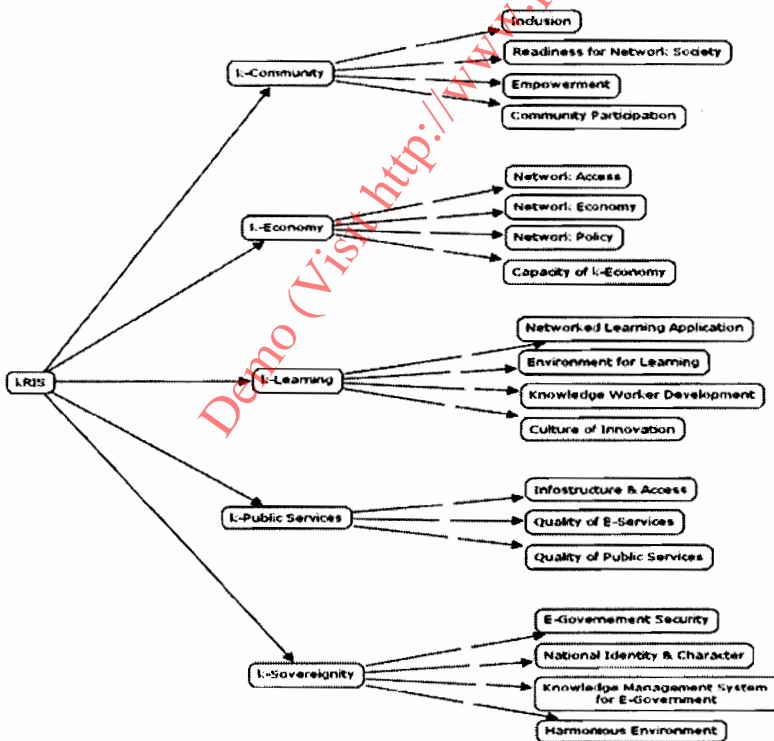 Inclusion
Readiness for Network Society
k-Community
Empowerment
Community Participation
Network Access
Network Economy
k-Economy
Network Policy
Capacity of k-Economy
Networked Learning Application
Environment for Learning
kRIS
k-Learning
Knowledge Worker Development
Culture of Innovation
Infostructure & Access
k-Public Services
Quality of E-Services
Quality of Public Services
E-Governement Security
National Identity & Character
k-Sovereignity
Knowledge Management System
for E-Government
Harmonious Environment
Demo (Visit http://www.